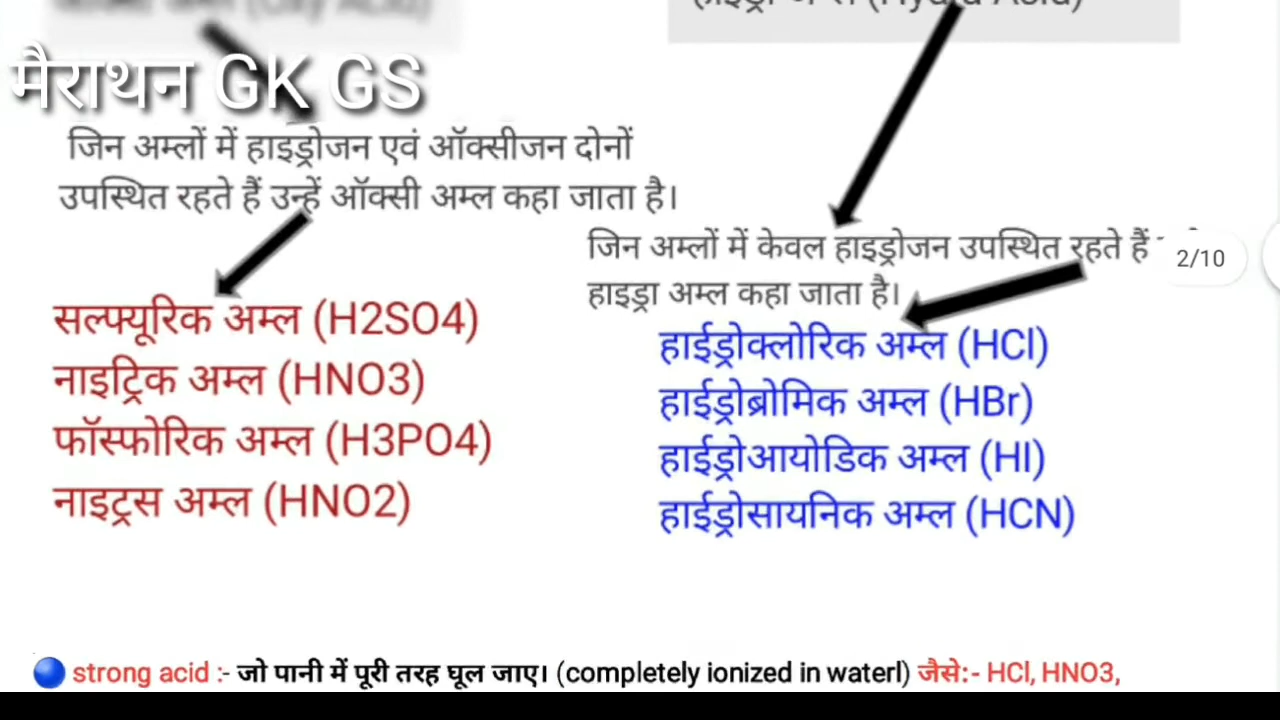 (Hydra Acid)
मैराथन GK GS
जिन अम्लों में हाइड्रोजन एवं ऑक्सीजन दोनों
उपस्थित रहते हैं उन्हें ऑक्सी अम्ल कहा जाता है।
जिन अम्लों में केवल हाइड्रोजन उपस्थित रहते हैं
2/10
हाइड्रा अम्ल कहा जाता है।
सल्फ्यूरिक अम्ल (H2SO4)
नाइट्रिक अम्ल (HNO3)
फॉस्फोरिक अम्ल (H3PO4)
नाइट्रस अम्ल (HNO2)
हाईड्रोक्लोरिक अम्ल (HCl)
हाईड्रोब्रोमिक अम्ल (HBr)
हाईड्रोआयोडिक अम्ल (HI)
हाईड्रोसायनिक अम्ल (HCN)
strong acid :- जो पानी में पूरी तरह घूल जाए। (completely ionized in waterl) जैसे:- HCl, HNO3,